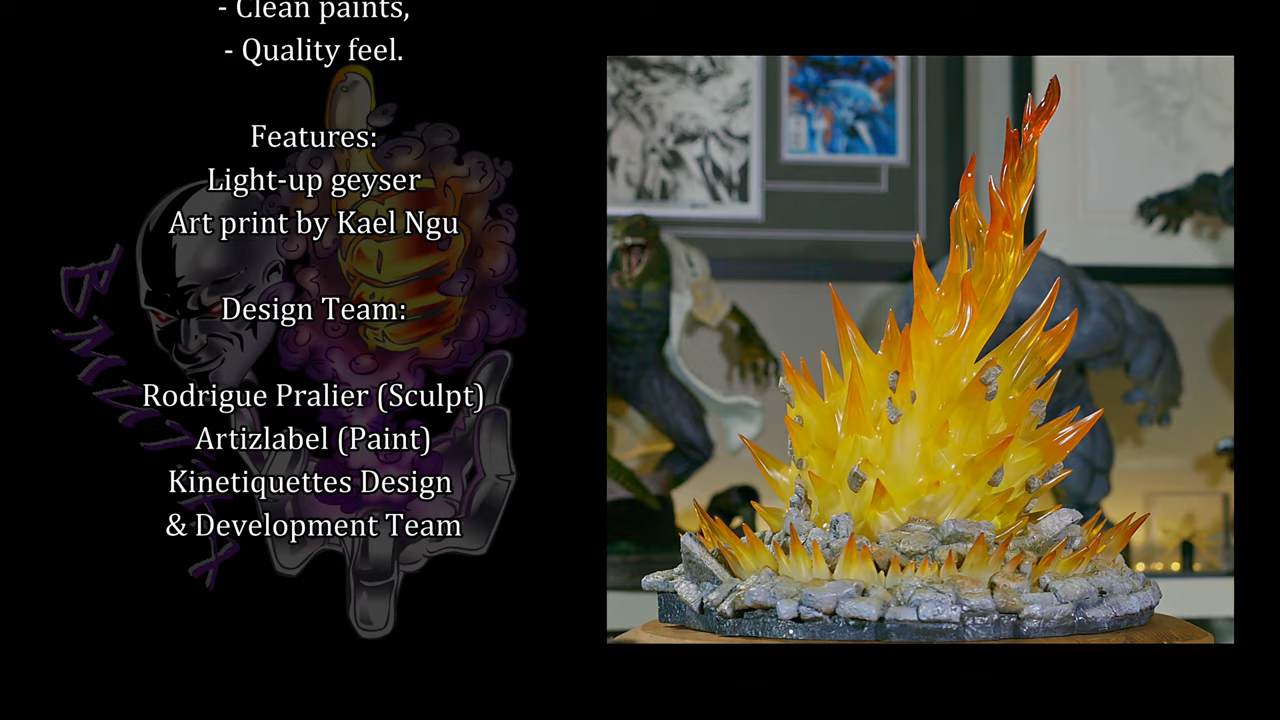 - Clean paints,
- Quality feel.
Features:
Light-up geyser
Art print by Kael Ngu
Design Team:
Rodrigue Pralier (Sculpt)
Artizlabel (Paint)
Kinetiquettes Design
& Development Team